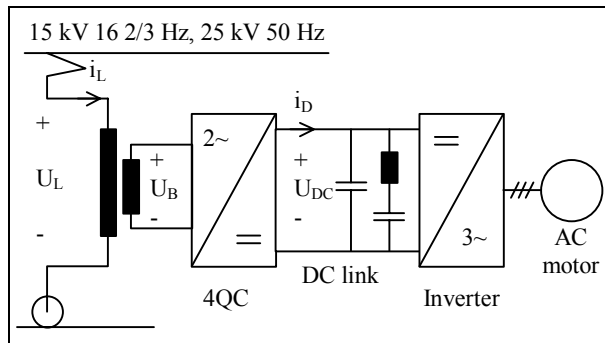 15 kV 16 2/3 Hz, 25 kV 50 Hz
i_L
i_D
+
U_L
-
+
U_B
-
2~
=
+
U_DC
-
=
3~
AC
motor
DC link
4QC
Inverter